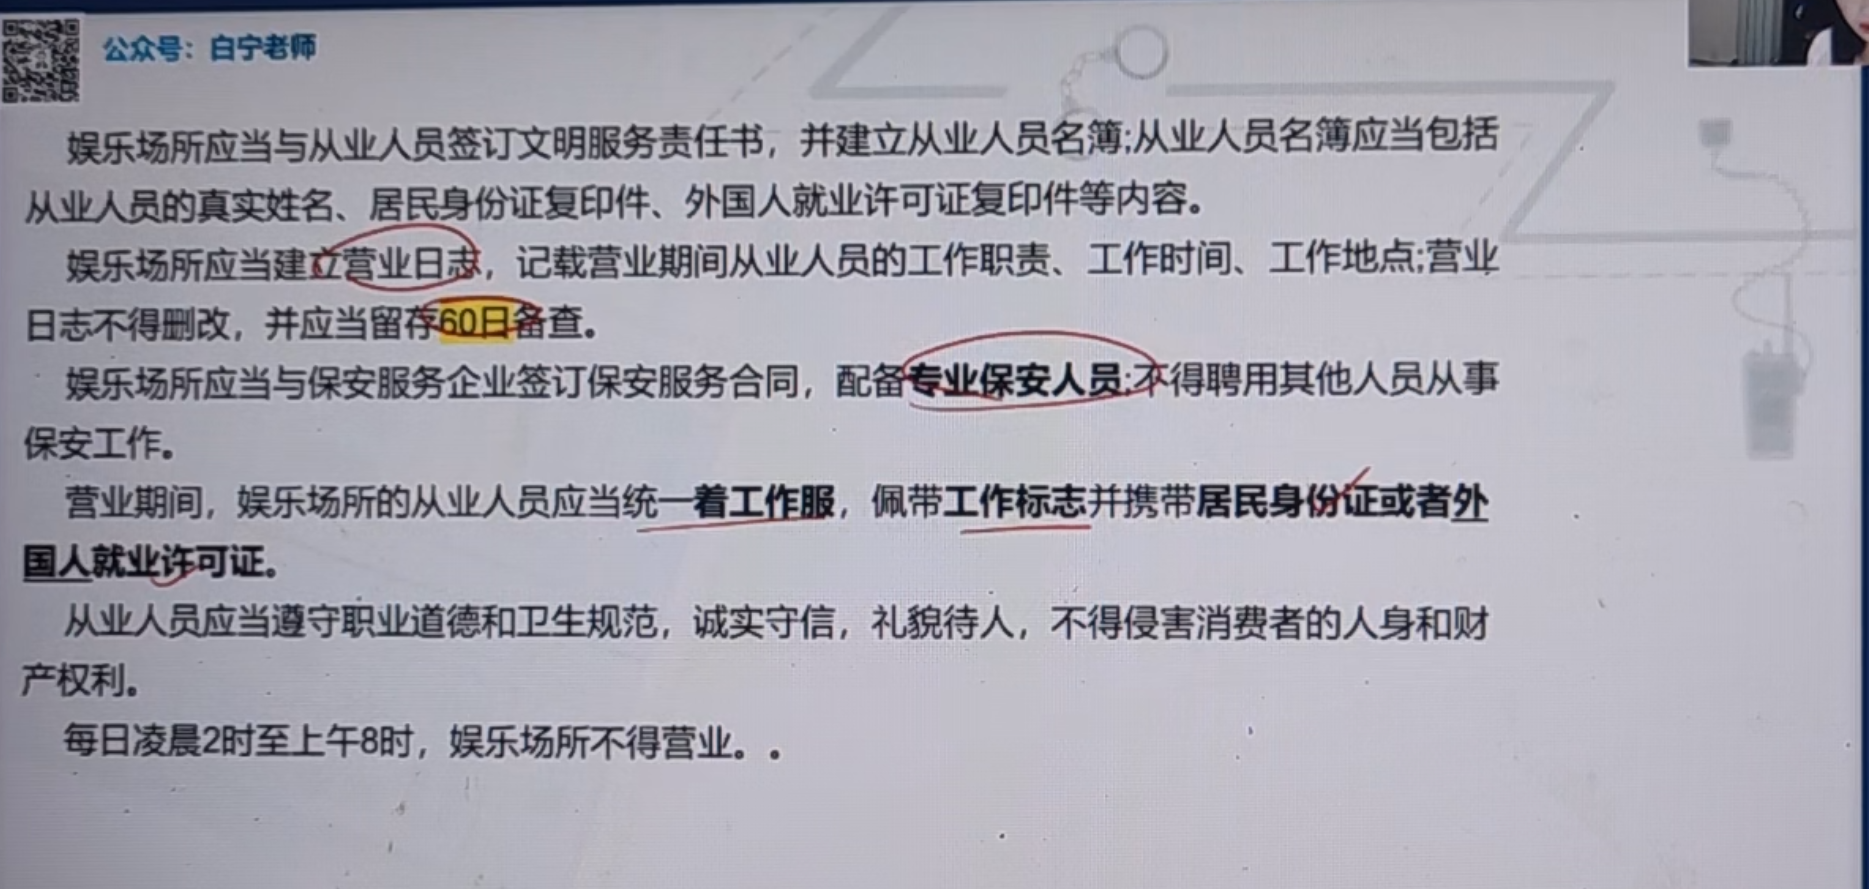 公众号：白宁老师
娱乐场所应当与从业人员签订文明服务责任书，并建立从业人员名簿;从业人员名簿应当包括
从业人员的真实姓名、居民身份证复印件、外国人就业许可证复印件等内容。
娱乐场所应当建立营业日志，记载营业期间从业人员的工作职责、工作时间、工作地点;营业
日志不得删改，并应当留存60日备查。
娱乐场所应当与保安服务企业签订保安服务合同，配备专业保安人员;不得聘用其他人员从事
保安工作。
营业期间，娱乐场所的从业人员应当统一着工作服，佩带工作标志并携带居民身份证或者外
国人就业许可证。
从业人员应当遵守职业道德和卫生规范，诚实守信，礼貌待人，不得侵害消费者的人身和财
产权利。
每日凌晨2时至上午8时，娱乐场所不得营业。。